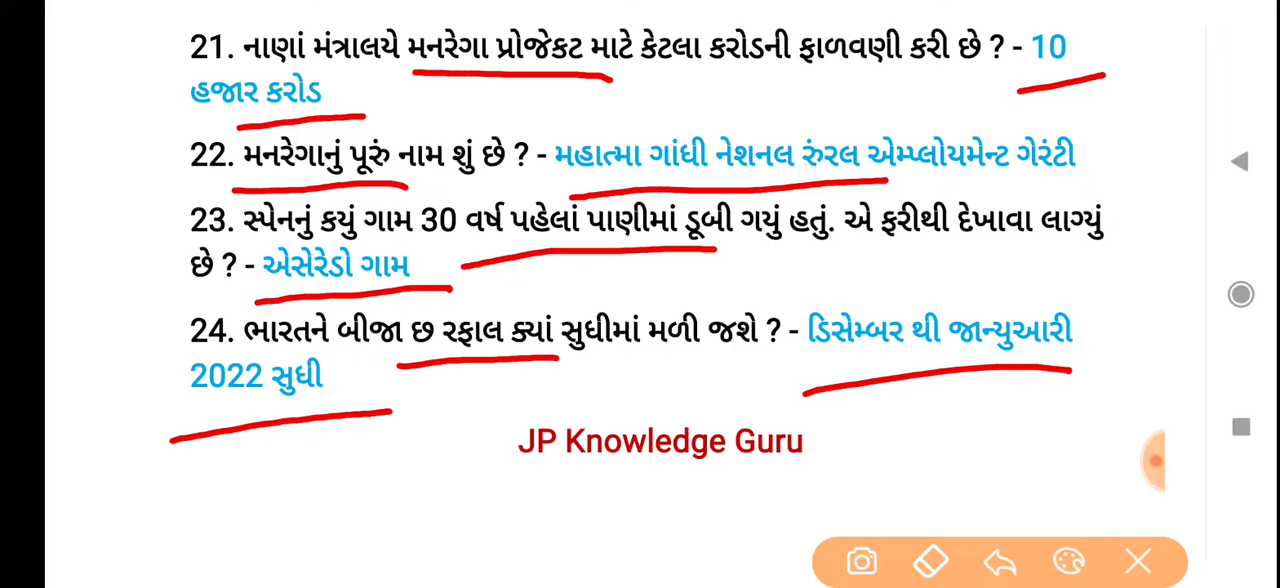 21. નાણાં મંત્રાલયે મનરેગા પ્રોજેકટ માટે કેટલા કરોડની ફાળવણી કરી છે ? - 10
હજાર કરોડ
22. મનરેગાનું પૂરું નામ શું છે ? - મહાત્મા ગાંધી નેશનલ રુંરલ એમ્પ્લોયમેન્ટ ગેરંટી
23. સ્પેનનું કયું ગામ 30 વર્ષ પહેલાં પાણીમાં ડૂબી ગયું હતું. એ ફરીથી દેખાવા લાગ્યું
છે ? - એસેરેડો ગામ
24. ભારતને બીજા છ રફાલ ક્યાં સુધીમાં મળી જશે ? - ડિસેમ્બર થી જાન્યુઆરી
2022 સુધી
JP Knowledge Guru